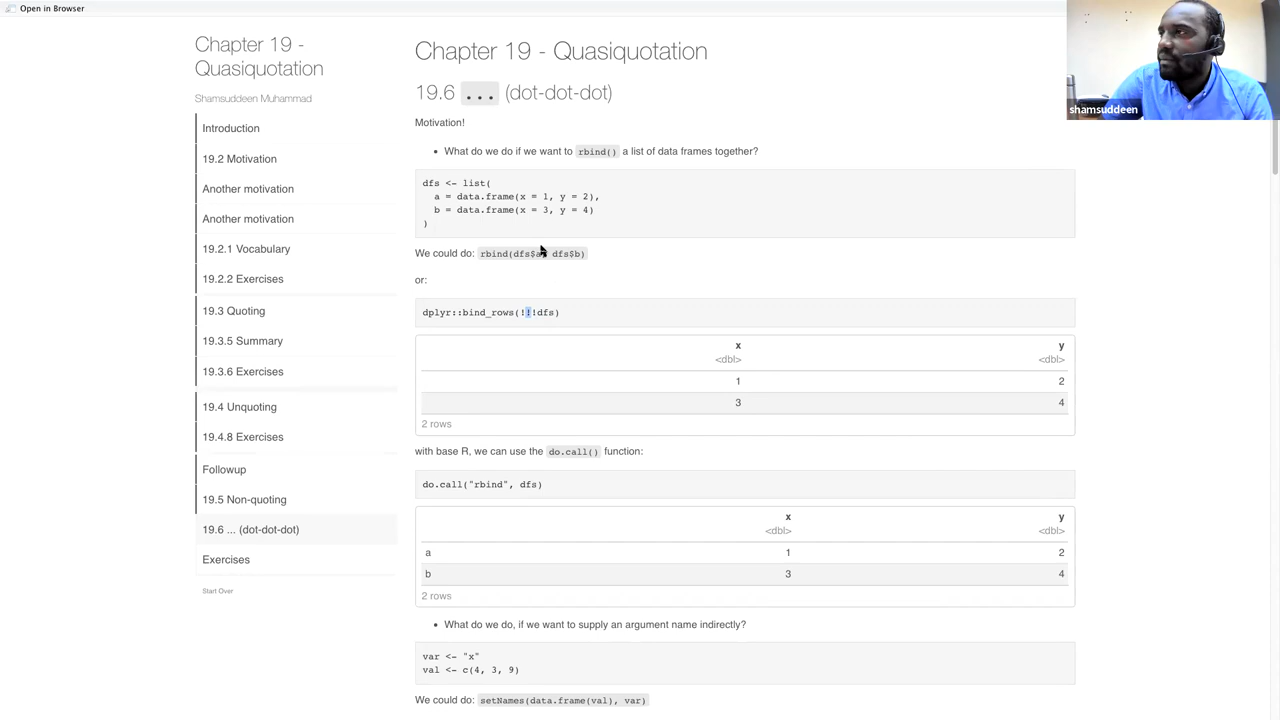 Open in Browser
Chapter 19 -
Quasiquotation
Shamsuddeen Muhammad
Introduction
19.2 Motivation
Another motivation
Another motivation
19.2.1 Vocabulary
19.2.2 Exercises
19.3 Quoting
19.3.5 Summary
19.3.6 Exercises
19.4 Unquoting
19.4.8 Exercises
Followup
19.5 Non-quoting
19.6 ... (dot-dot-dot)
Exercises
Start Over
Chapter 19 - Quasiquotation
19.6 ... (dot-dot-dot)
Motivation!
• What do we do if we want to rbind() a list of data frames together?
dfs <- list(
a = data.frame(x = 1, y = 2),
b = data.frame(x = 3, y = 4)
)
We could do: rbind(dfs$a, dfs$b)
or:
dplyr::bind_rows(!!!dfs)
x y
<dbl> <dbl>
1 2
3 4
2 rows
with base R, we can use the do.call() function:
do.call("rbind", dfs)
x y
<dbl> <dbl>
a 1 2
b 3 4
2 rows
• What do we do, if we want to supply an argument name indirectly?
var <- "x"
val <- c(4, 3, 9)
We could do: setNames(data.frame(val), var)
shamsuddeen